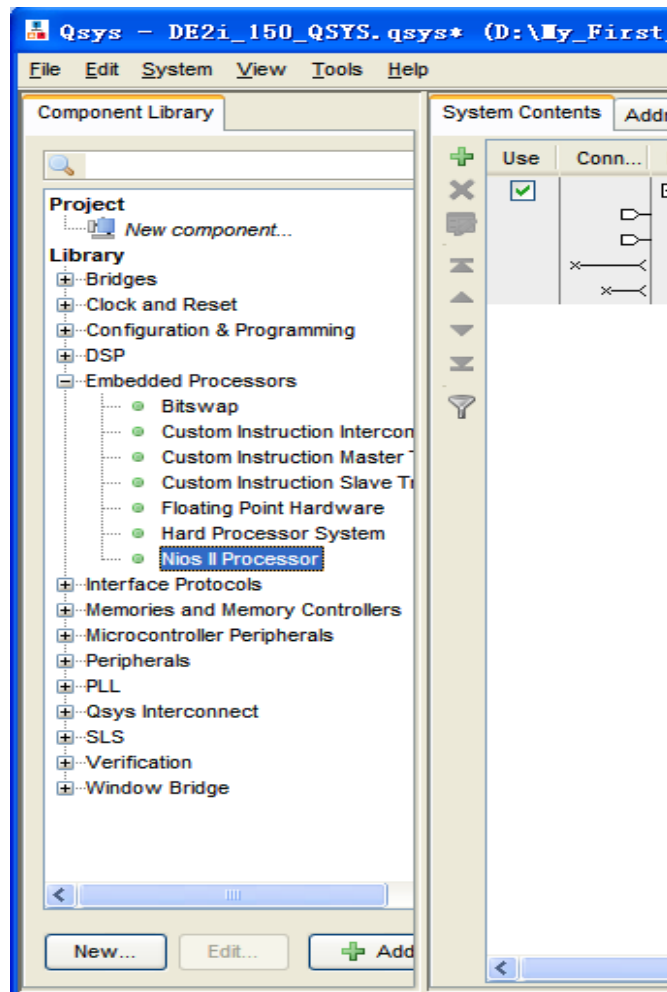 Qsys - DE2i_150_QSYS.qsys* (D:\My_First
File Edit System View Tools Help
Component Library
Project
New component...
Library
Bridges
Clock and Reset
Configuration & Programming
DSP
Embedded Processors
Bitswap
Custom Instruction Intercon
Custom Instruction Master T
Custom Instruction Slave Tr
Floating Point Hardware
Hard Processor System
Nios II Processor
Interface Protocols
Memories and Memory Controllers
Microcontroller Peripherals
Peripherals
PLL
Qsys Interconnect
SLS
Verification
Window Bridge
New... Edit... Add
System Contents Addr
Use Conn...